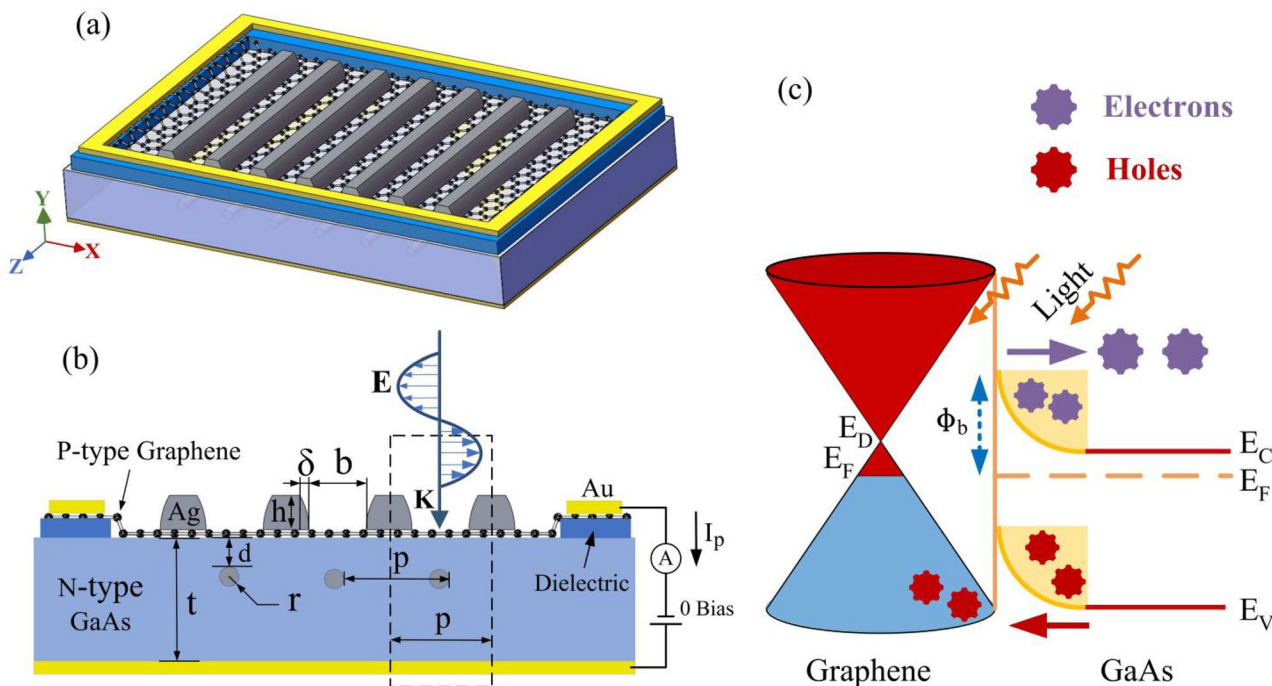 (a)
Y
Z
X
(b)
E
P-type Graphene
δ
b
K
Au
Ag
h
I_p
d
p
A
N-type
GaAs
t
r
Dielectric
0 Bias
p
(c)
Electrons
Holes
Light
E_D
E_F
Φ_b
E_C
E_F
E_V
Graphene
GaAs